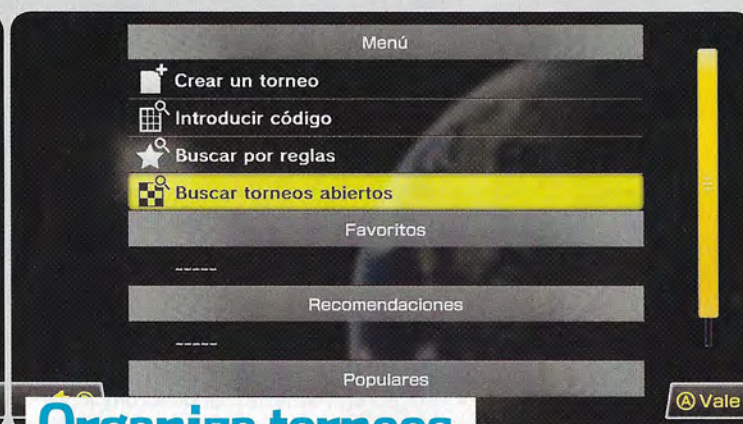 Menú
Crear un torneo
Introducir código
Buscar por reglas
Buscar torneos abiertos
Favoritos
-----
Recomendaciones
-----
Populares
A Vale
Organiza torneos